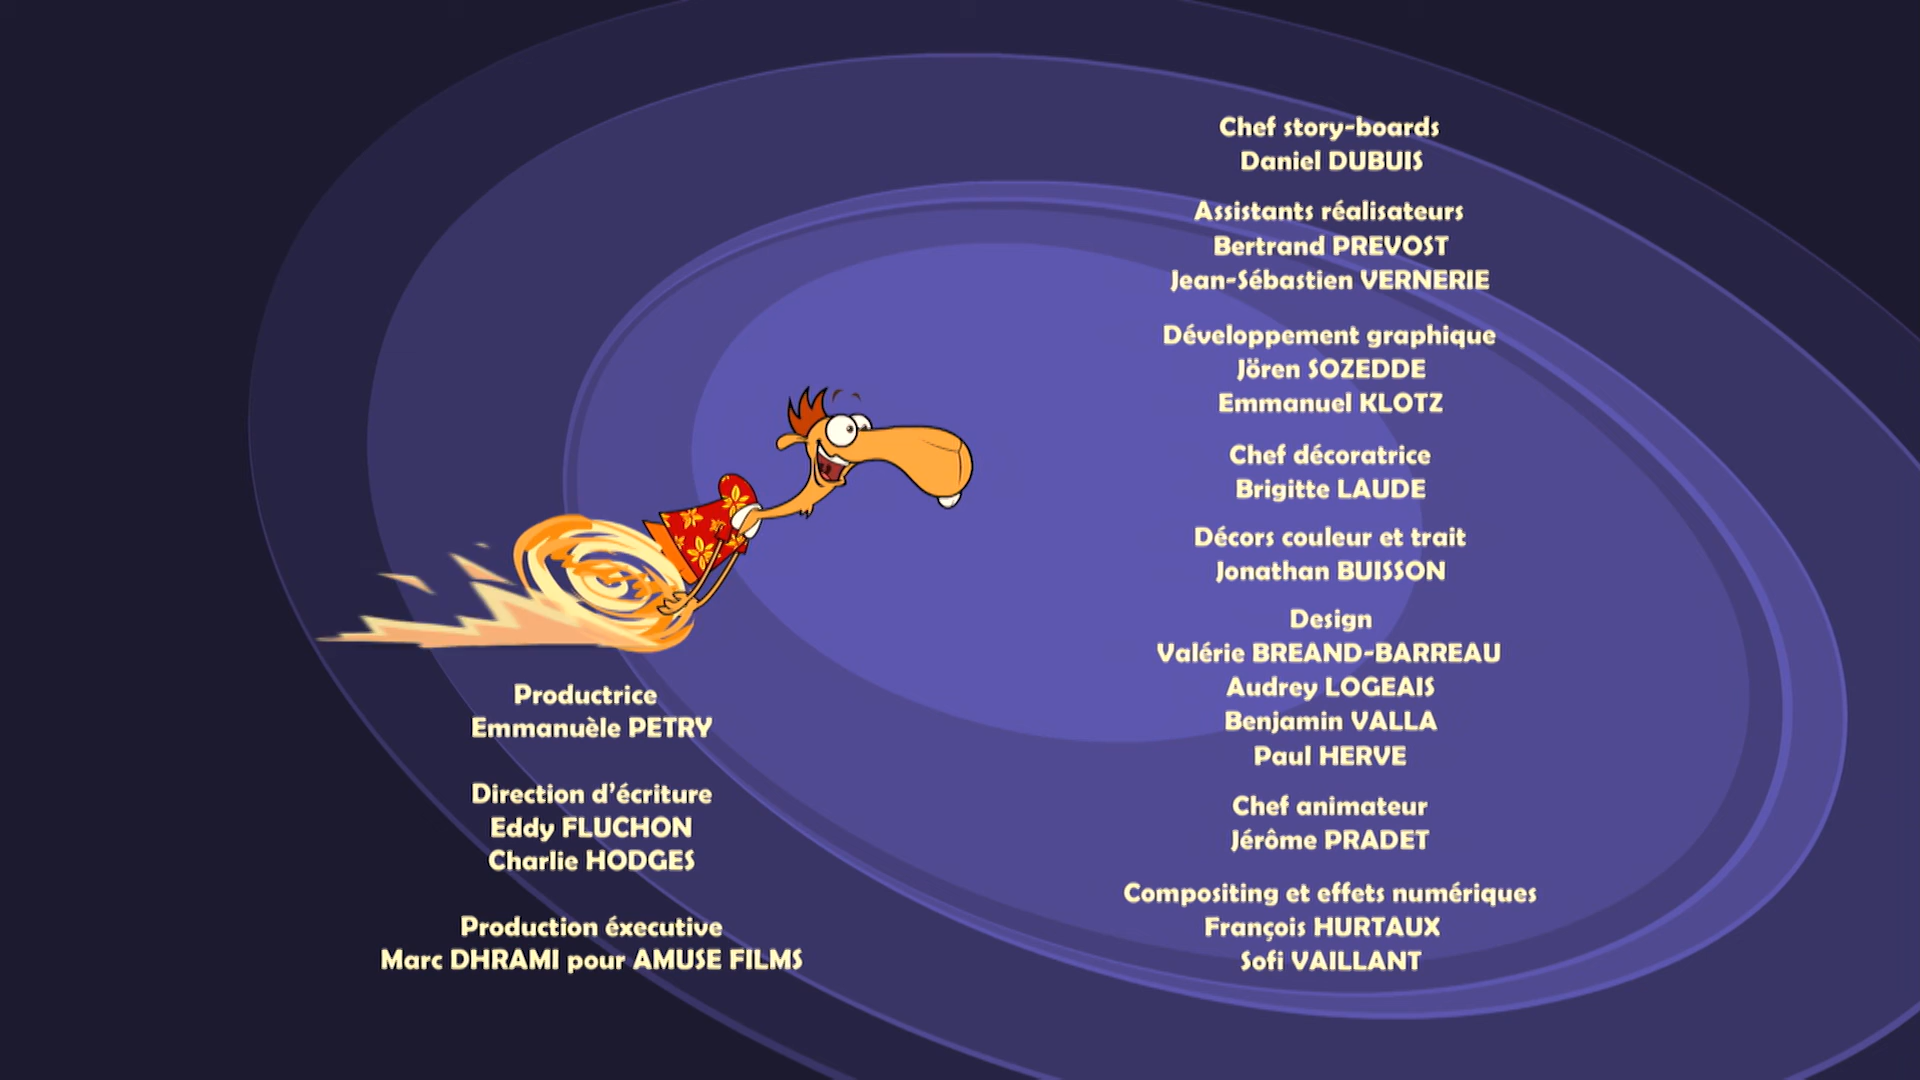 Productrice
Emmanuèle PETRY
Direction d'écriture
Eddy FLUCHON
Charlie HODGES
Production éxecutive
Marc DHRAMI pour AMUSE FILMS
Chef story-boards
Daniel DUBUIS
Assistants réalisateurs
Bertrand PREVOST
Jean-Sébastien VERNERIE
Développement graphique
Jören SOZEDDE
Emmanuel KLOTZ
Chef décoratrice
Brigitte LAUDE
Décors couleur et trait
Jonathan BUISSON
Design
Valérie BREAND-BARREAU
Audrey LOGEAIS
Benjamin VALLA
Paul HERVE
Chef animateur
Jérôme PRADET
Compositing et effets numériques
François HURTAUX
Sofi VAILLANT